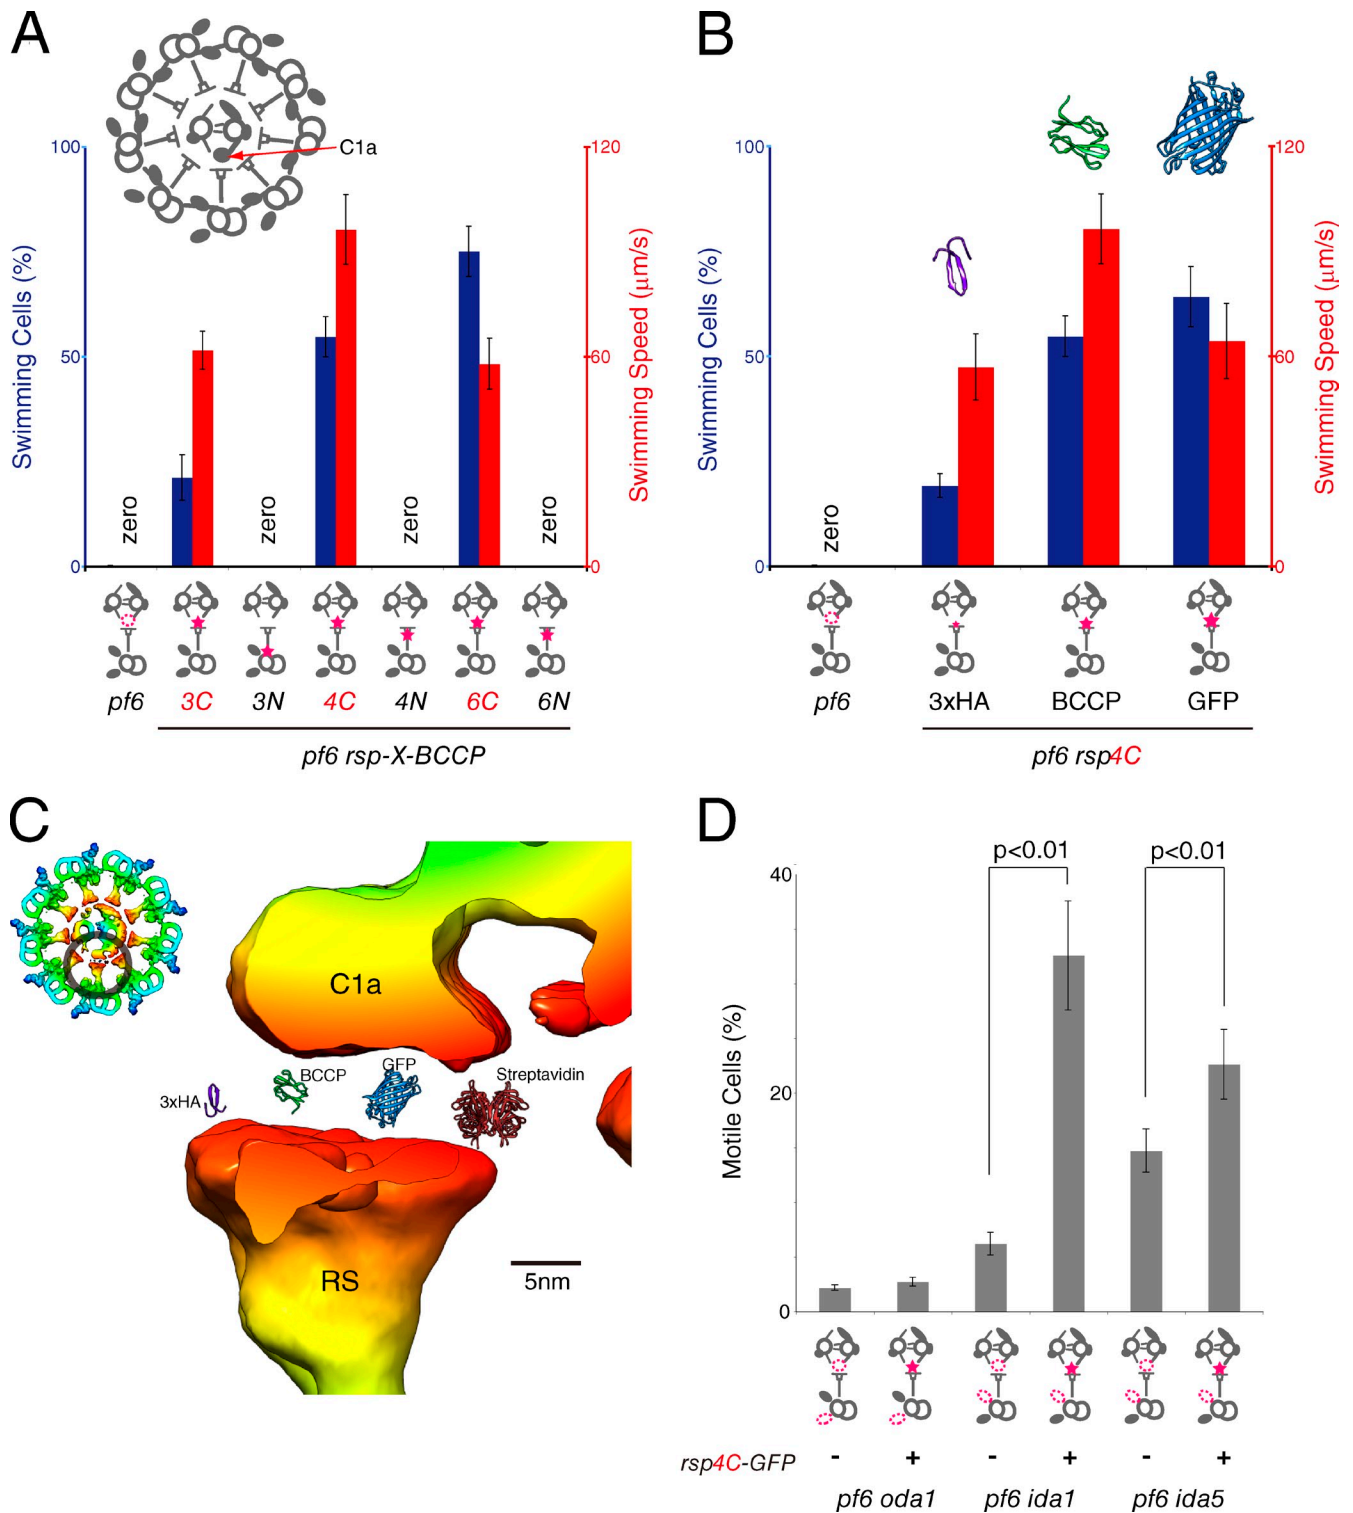 A
C1a
100
50
0
Swimming Cells (%)
120
60
0
Swimming Speed (μm/s)
zero
zero
zero
zero
pf6
3C
3N
4C
4N
6C
6N
pf6 rsp-X-BCCP
B
100
50
0
Swimming Cells (%)
120
60
0
Swimming Speed (μm/s)
zero
pf6
3xHA
BCCP
GFP
pf6 rsp4C
C
C1a
3xHA
BCCP
GFP
Streptavidin
RS
5nm
D
p<0.01
p<0.01
40
20
0
Motile Cells (%)
rsp4C-GFP - + - + - +
pf6 oda1
pf6 ida1
pf6 ida5